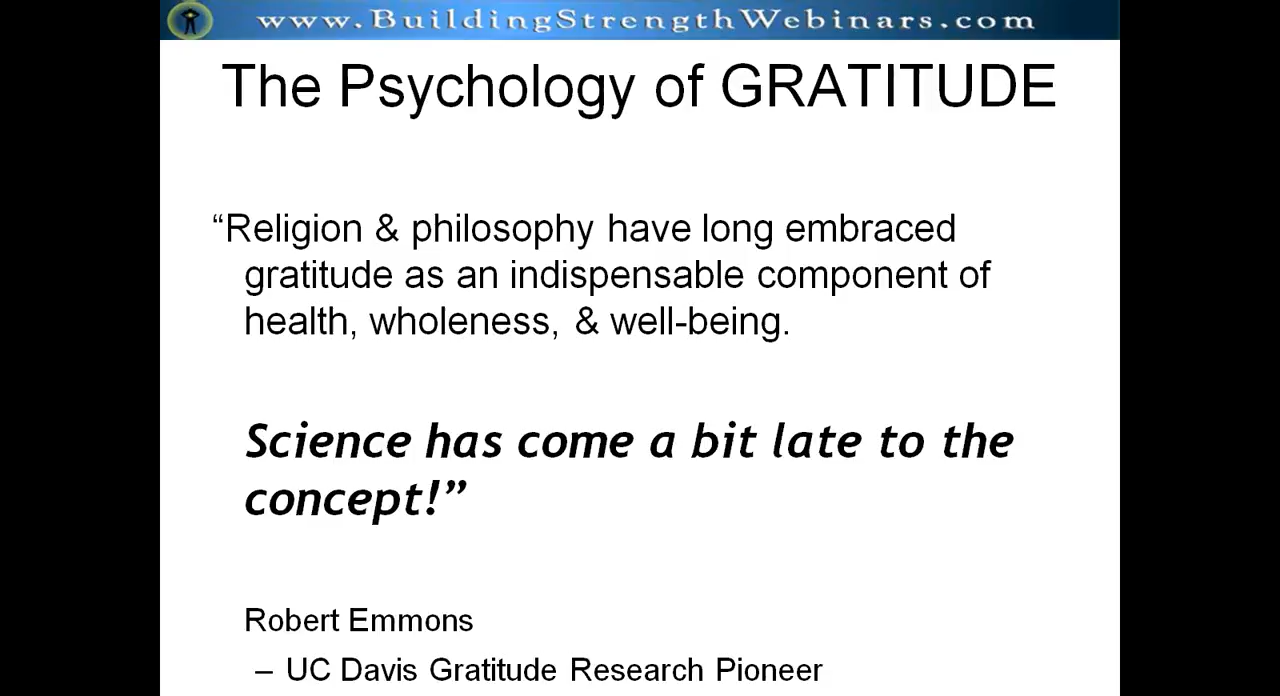 www.BuildingStrengthWebinars.com
The Psychology of GRATITUDE
“Religion & philosophy have long embraced
gratitude as an indispensable component of
health, wholeness, & well-being.
Science has come a bit late to the
concept!”
Robert Emmons
– UC Davis Gratitude Research Pioneer